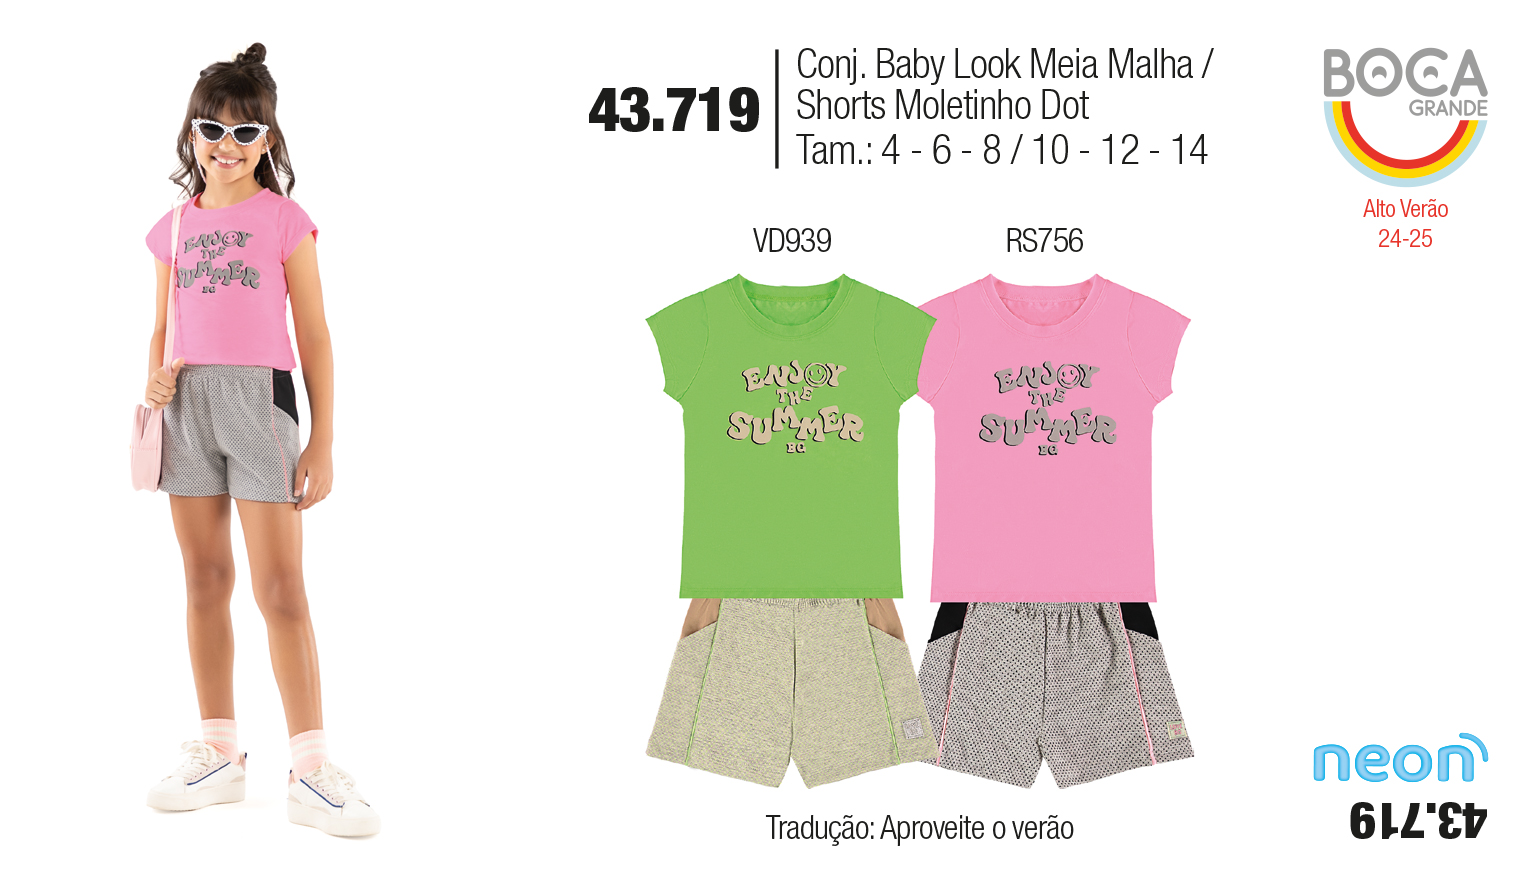 43.719
Conj. Baby Look Meia Malha /
Shorts Moletinho Dot
Tam.: 4 - 6 - 8 / 10 - 12 - 14
BOCA
GRANDE
Alto Verão
24-25
VD939
RS756
ENJOY
THE
SUMMER
BG
ENJOY
THE
SUMMER
BG
ENJOY
THE
SUMMER
BG
Tradução: Aproveite o verão
neon
43.719